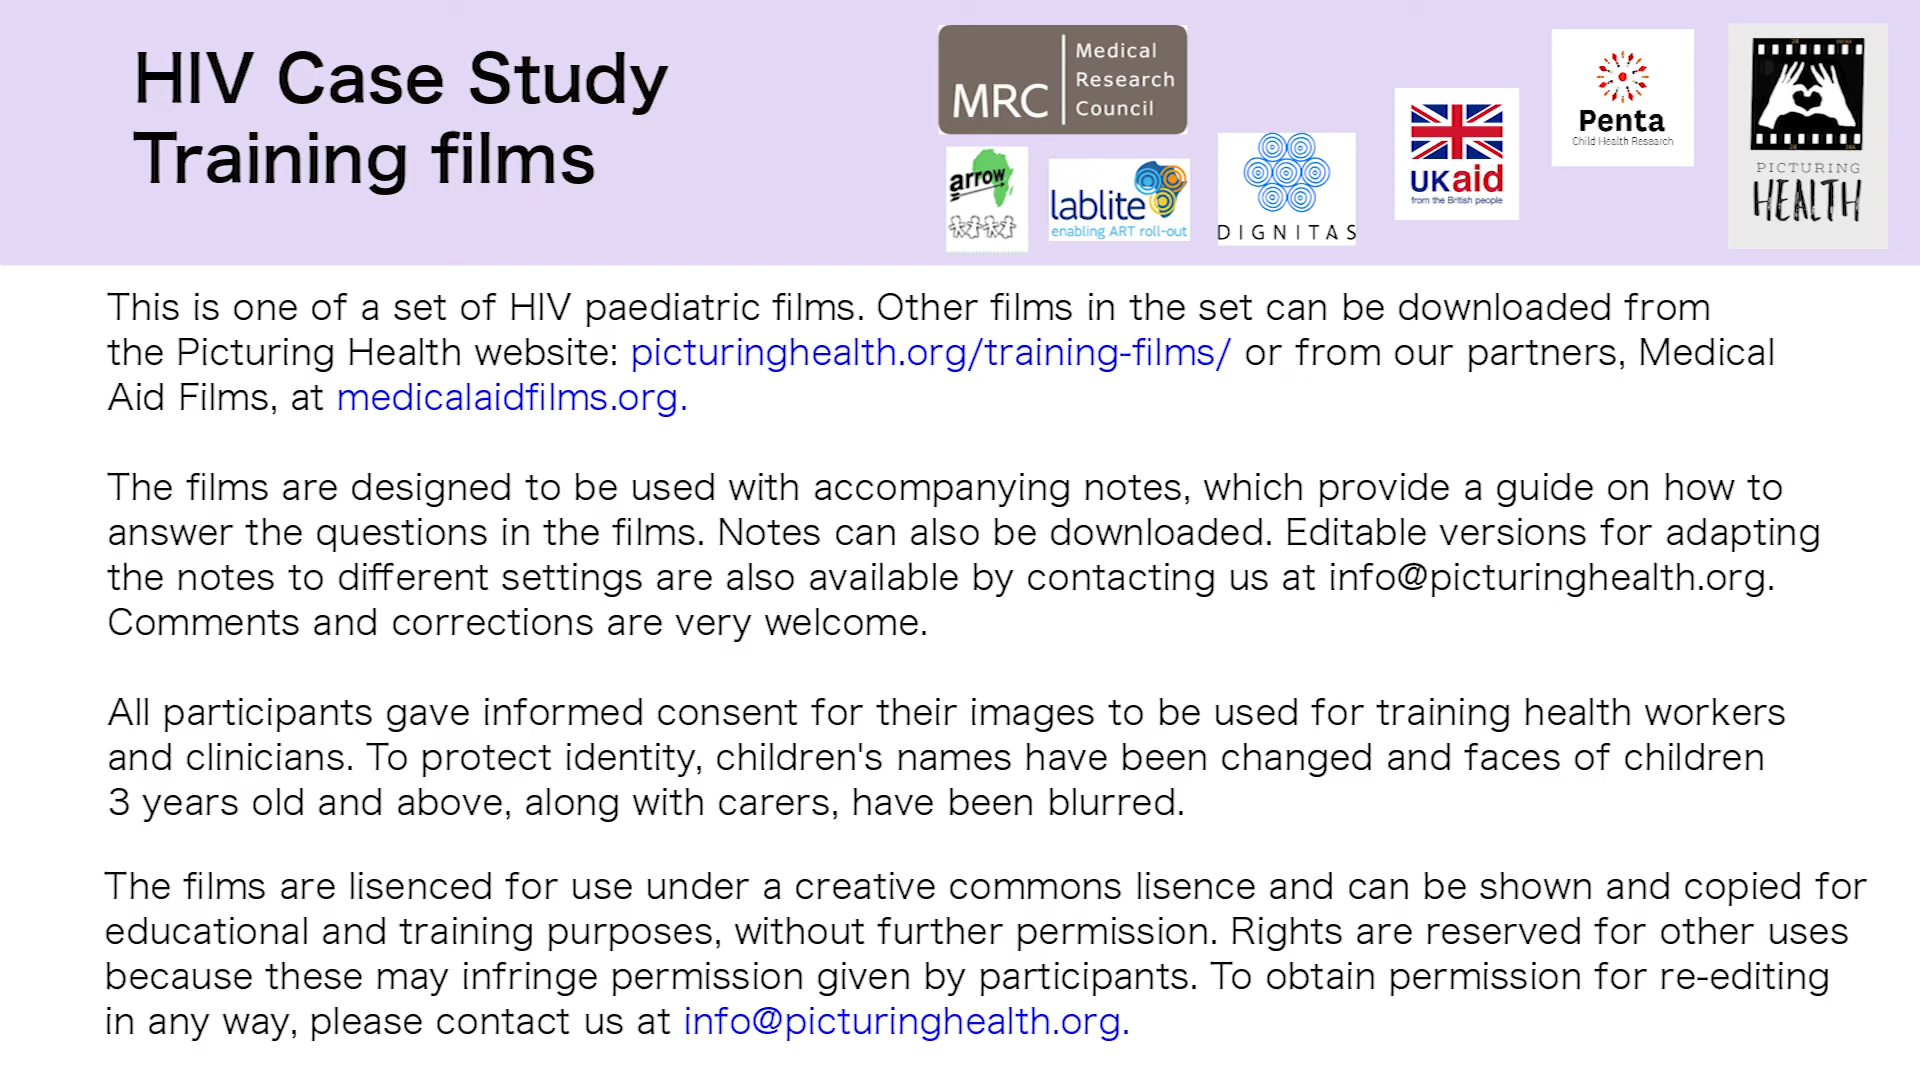 HIV Case Study
Training films
MRC
Medical
Research
Council
arrow
lablite
enabling ART roll-out
DIGNITAS
UKaid
from the British people
Penta
Child Health Research
PICTURING
HEALTH
This is one of a set of HIV paediatric films. Other films in the set can be downloaded from
the Picturing Health website: picturinghealth.org/training-films/ or from our partners, Medical
Aid Films, at medicalaidfilms.org.
The films are designed to be used with accompanying notes, which provide a guide on how to
answer the questions in the films. Notes can also be downloaded. Editable versions for adapting
the notes to different settings are also available by contacting us at info@picturinghealth.org.
Comments and corrections are very welcome.
All participants gave informed consent for their images to be used for training health workers
and clinicians. To protect identity, children's names have been changed and faces of children
3 years old and above, along with carers, have been blurred.
The films are lisenced for use under a creative commons lisence and can be shown and copied for
educational and training purposes, without further permission. Rights are reserved for other uses
because these may infringe permission given by participants. To obtain permission for re-editing
in any way, please contact us at info@picturinghealth.org.